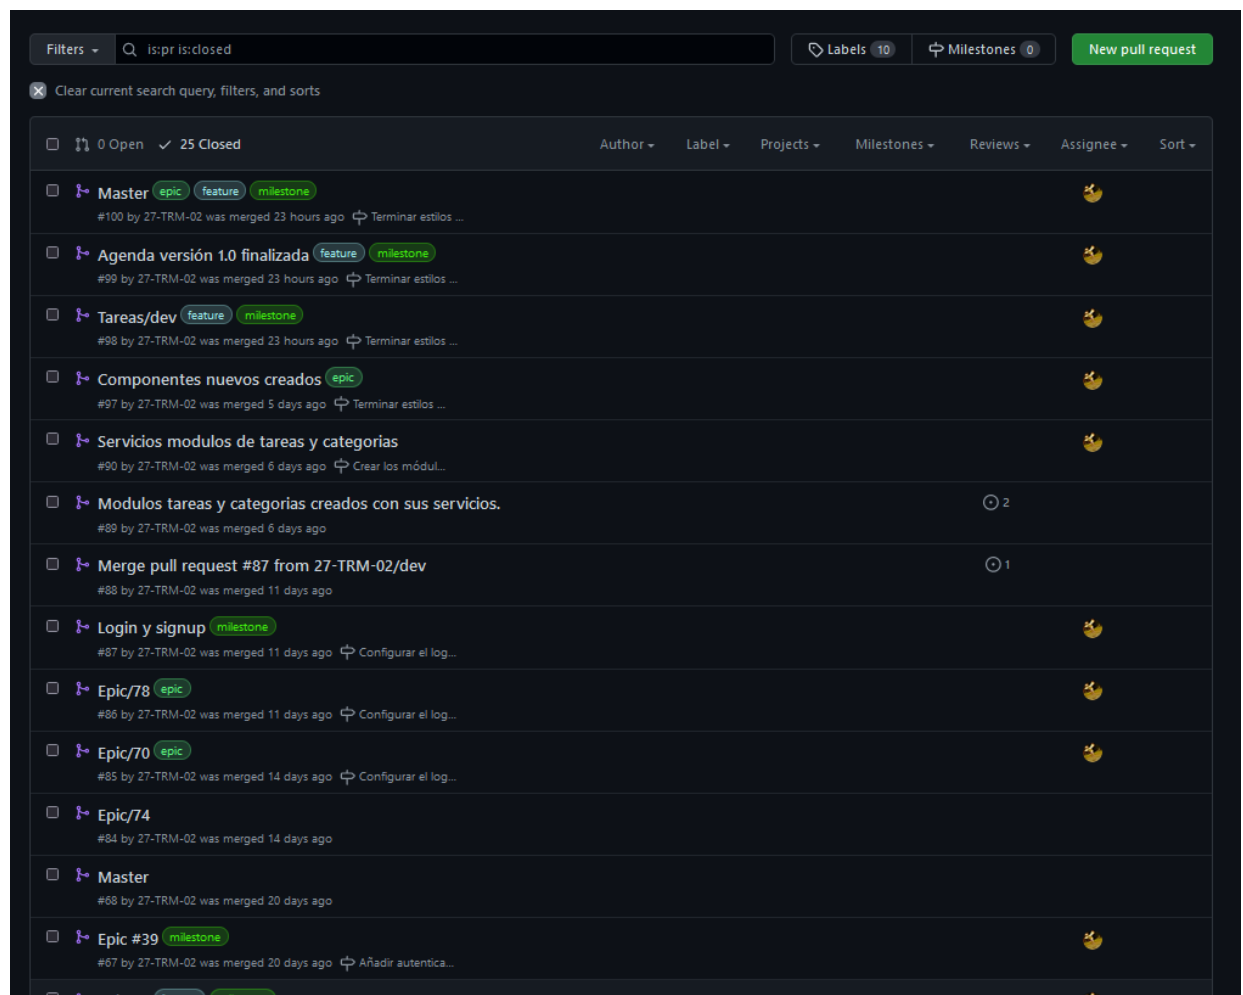 Filters is:pr is:closed Labels 10 Milestones 0 New pull request
Clear current search query, filters, and sorts
0 Open 25 Closed Author Label Projects Milestones Reviews Assignee Sort
Master epic feature milestone
#100 by 27-TRM-02 was merged 23 hours ago Terminar estilos ...
Agenda versión 1.0 finalizada feature milestone
#99 by 27-TRM-02 was merged 23 hours ago Terminar estilos ...
Tareas/dev feature milestone
#98 by 27-TRM-02 was merged 23 hours ago Terminar estilos ...
Componentes nuevos creados epic
#97 by 27-TRM-02 was merged 5 days ago Terminar estilos ...
Servicios modulos de tareas y categorias
#90 by 27-TRM-02 was merged 6 days ago Crear los módul...
Modulos tareas y categorias creados con sus servicios. 2
#89 by 27-TRM-02 was merged 6 days ago
Merge pull request #87 from 27-TRM-02/dev 1
#88 by 27-TRM-02 was merged 11 days ago
Login y signup milestone
#87 by 27-TRM-02 was merged 11 days ago Configurar el log...
Epic/78 epic
#86 by 27-TRM-02 was merged 11 days ago Configurar el log...
Epic/70 epic
#85 by 27-TRM-02 was merged 14 days ago Configurar el log...
Epic/74
#84 by 27-TRM-02 was merged 14 days ago
Master
#68 by 27-TRM-02 was merged 20 days ago
Epic #39 milestone
#67 by 27-TRM-02 was merged 20 days ago Añadir autentica...